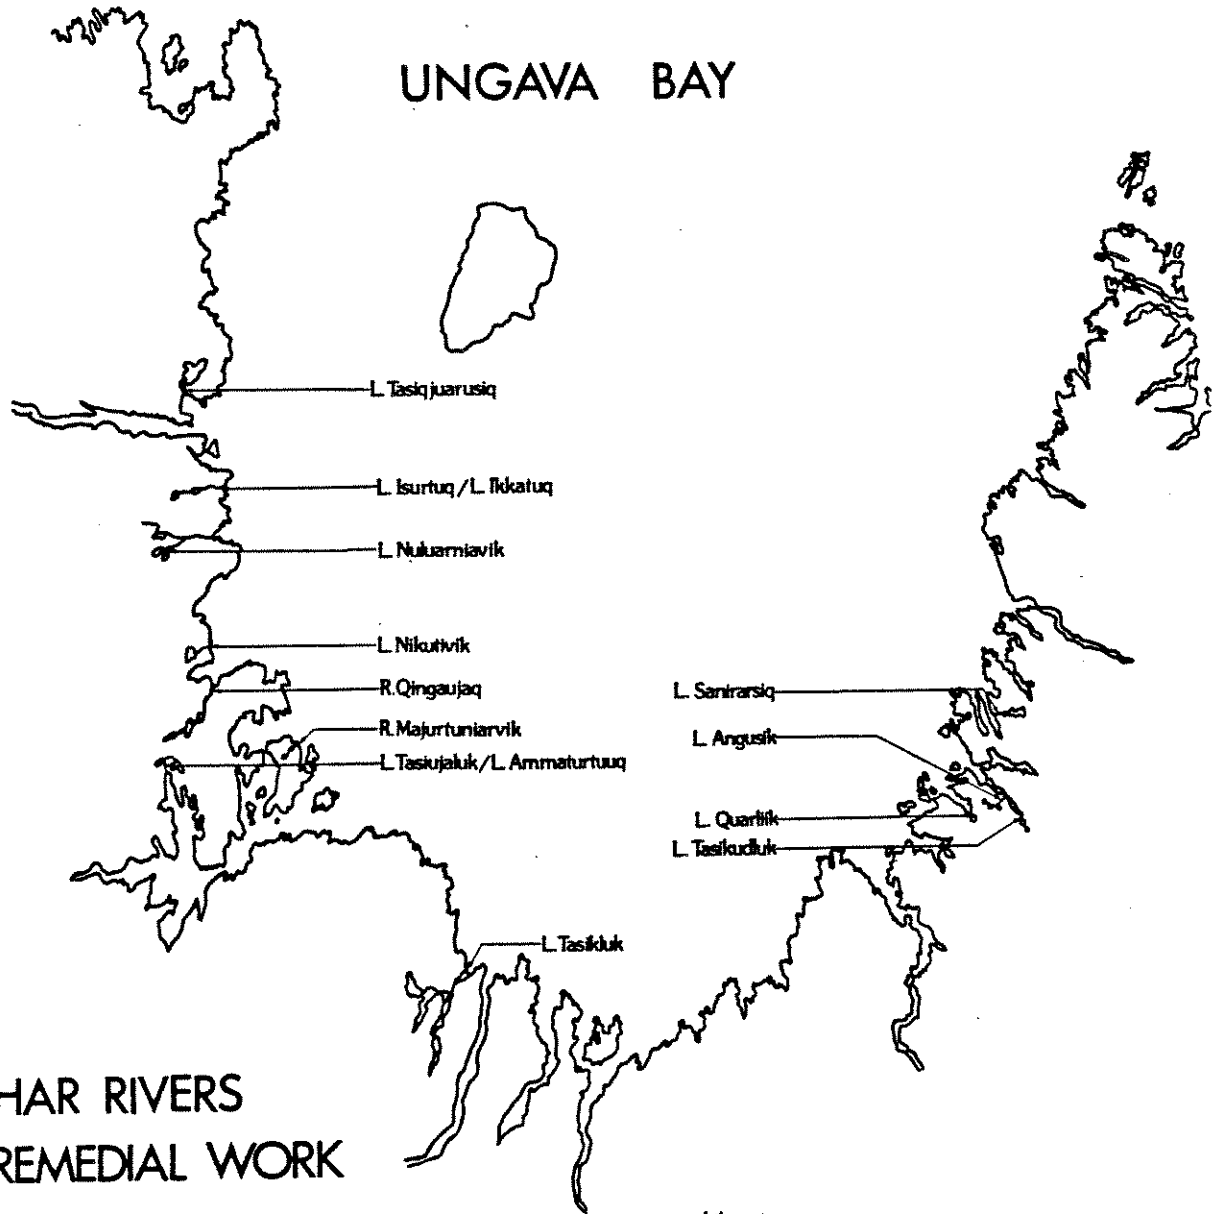 UNGAVA BAY
L. Tasiqjuarusiq
L. Isurtuq / L. Ikkatuq
L. Nuluarniavik
L. Nikutivik
R. Qingaujaq
L. Sanirarsiq
R. Majurtuniarvik
L. Angusik
L. Tasiujaluk / L. Ammaturtuuq
L. Quarliik
L. Tasikudluk
L. Tasikluk
HAR RIVERS
REMEDIAL WORK